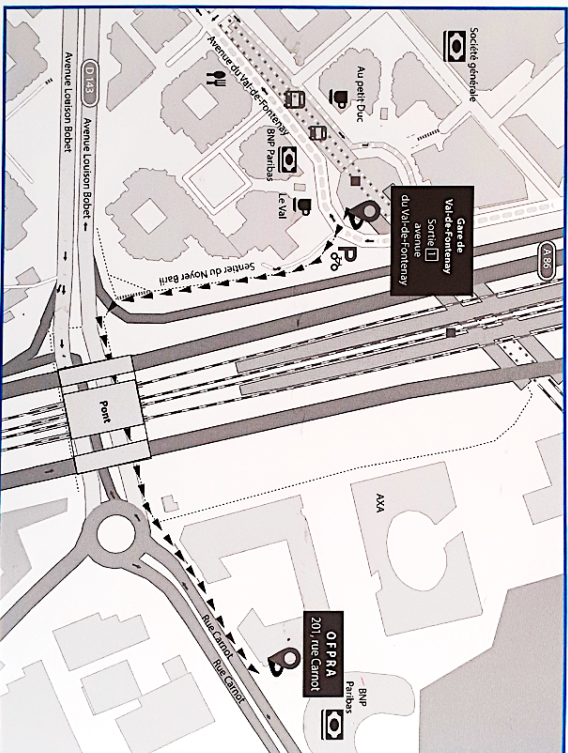 Société générale
Au petit Duc
Avenue du Val-de-Fontenay
BNP Paribas
Le Val
Gare de
Val-de-Fontenay
Sortie 1
avenue
du Val-de-Fontenay
A 86
D 143
Avenue Louison Bobet
Avenue Louison Bobet
Sentier du Noyer Baril
P
Pont
AXA
OFPRA
201, rue Carnot
BNP
Paribas
Rue Carnot
Rue Carnot